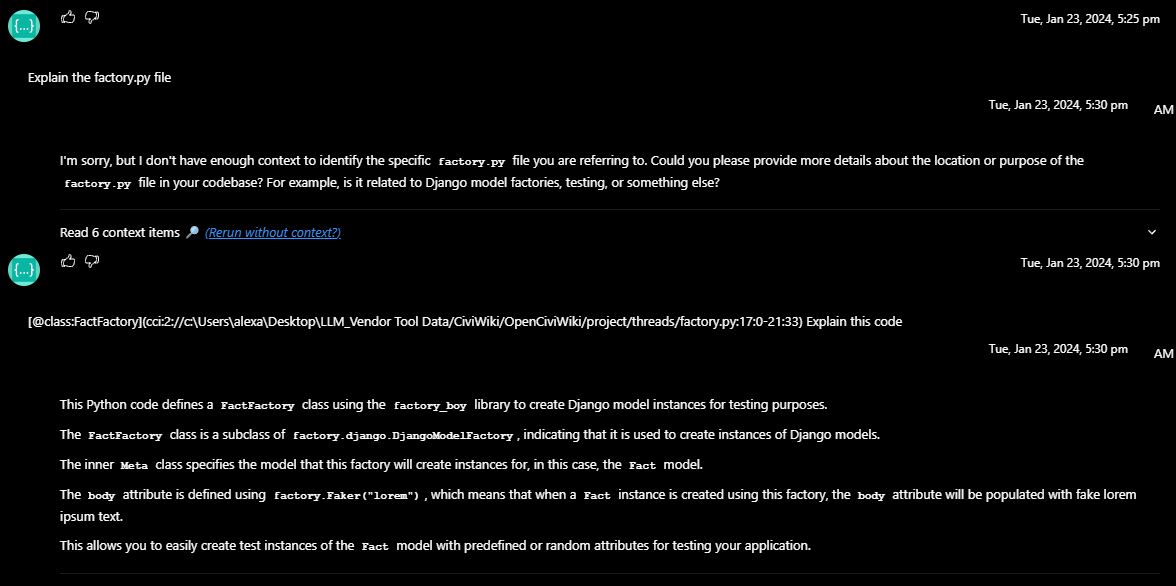 {...}
Tue, Jan 23, 2024, 5:25 pm
Explain the factory.py file
Tue, Jan 23, 2024, 5:30 pm
AM
I'm sorry, but I don't have enough context to identify the specific factory.py file you are referring to. Could you please provide more details about the location or purpose of the
factory.py file in your codebase? For example, is it related to Django model factories, testing, or something else?
Read 6 context items 🔎 (Rerun without context?)
{...}
Tue, Jan 23, 2024, 5:30 pm
[@class:FactFactory](cci:2://c:\Users\alexa\Desktop\LLM_Vendor Tool Data/CiviWiki/OpenCiviWiki/project/threads/factory.py:17:0-21:33) Explain this code
Tue, Jan 23, 2024, 5:30 pm
AM
This Python code defines a FactFactory class using the factory_boy library to create Django model instances for testing purposes.
The FactFactory class is a subclass of factory.django.DjangoModelFactory, indicating that it is used to create instances of Django models.
The inner Meta class specifies the model that this factory will create instances for, in this case, the Fact model.
The body attribute is defined using factory.Faker("lorem"), which means that when a Fact instance is created using this factory, the body attribute will be populated with fake lorem
ipsum text.
This allows you to easily create test instances of the Fact model with predefined or random attributes for testing your application.